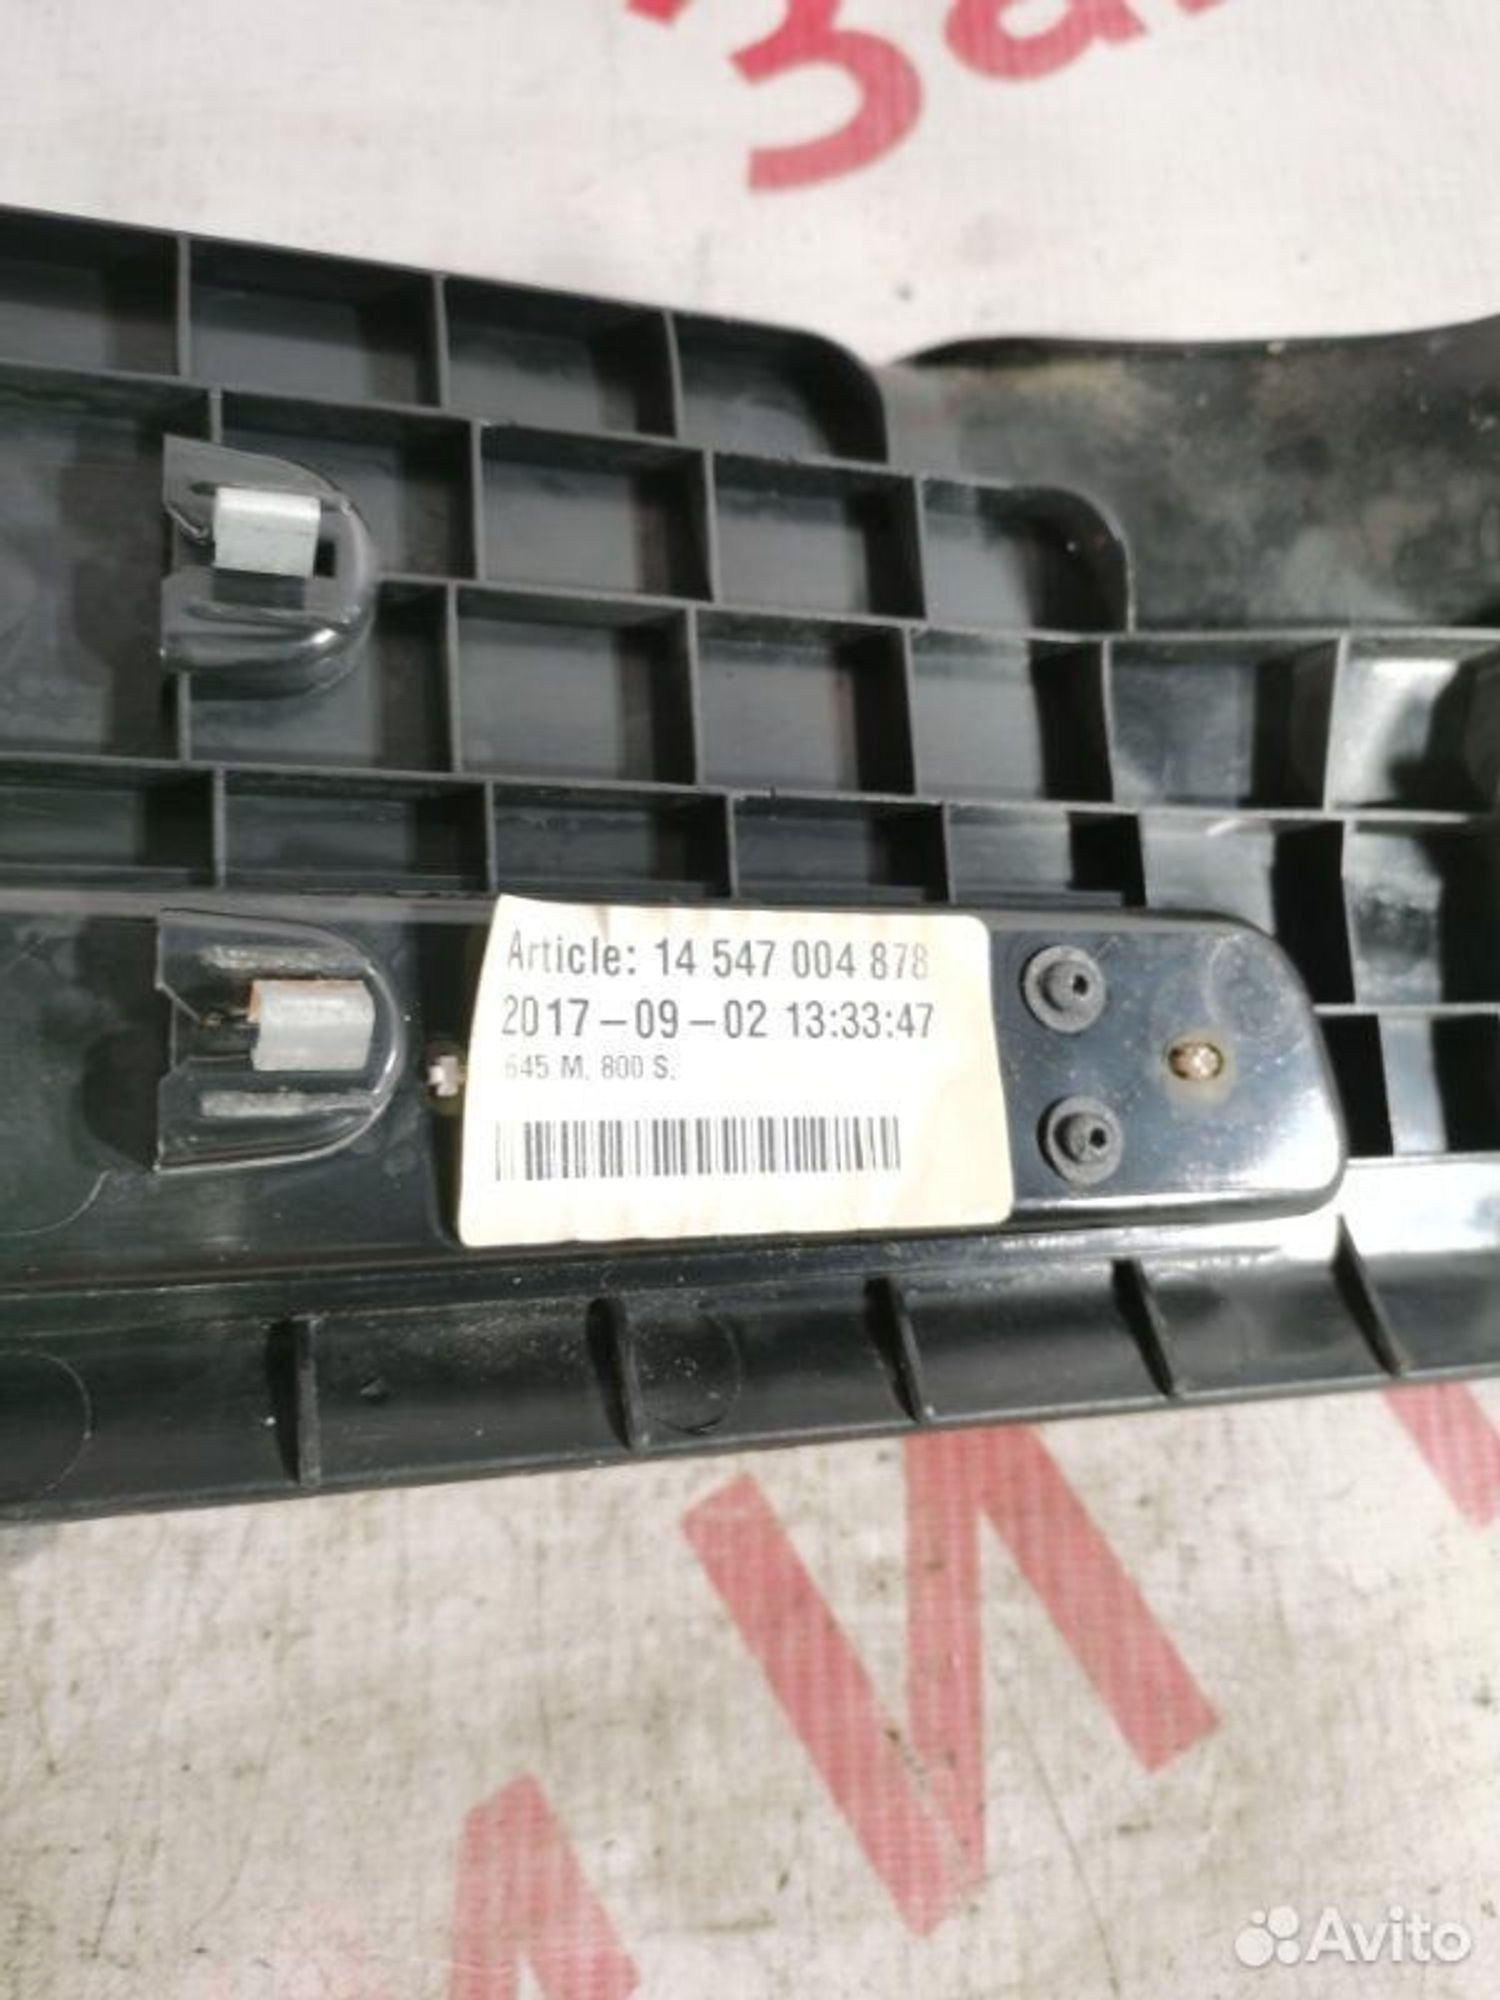 Article: 14 547 004 878
2017-09-02 13:33:47
645 M, 800 S,
Avito